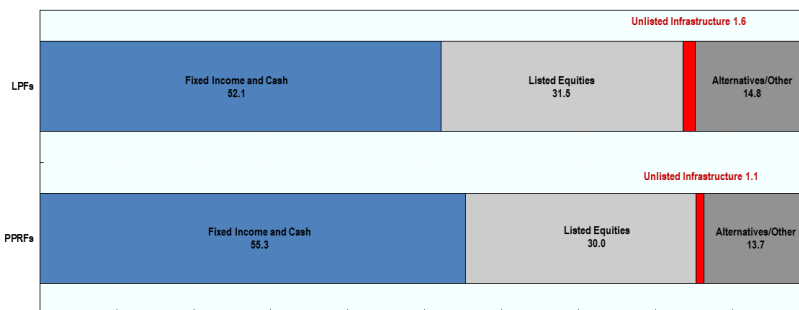 Unlisted Infrastructure 1.6
LPFs
Fixed Income and Cash
52.1
Listed Equities
31.5
Alternatives/Other
14.8
Unlisted Infrastructure 1.1
PPRFs
Fixed Income and Cash
55.3
Listed Equities
30.0
Alternatives/Other
13.7